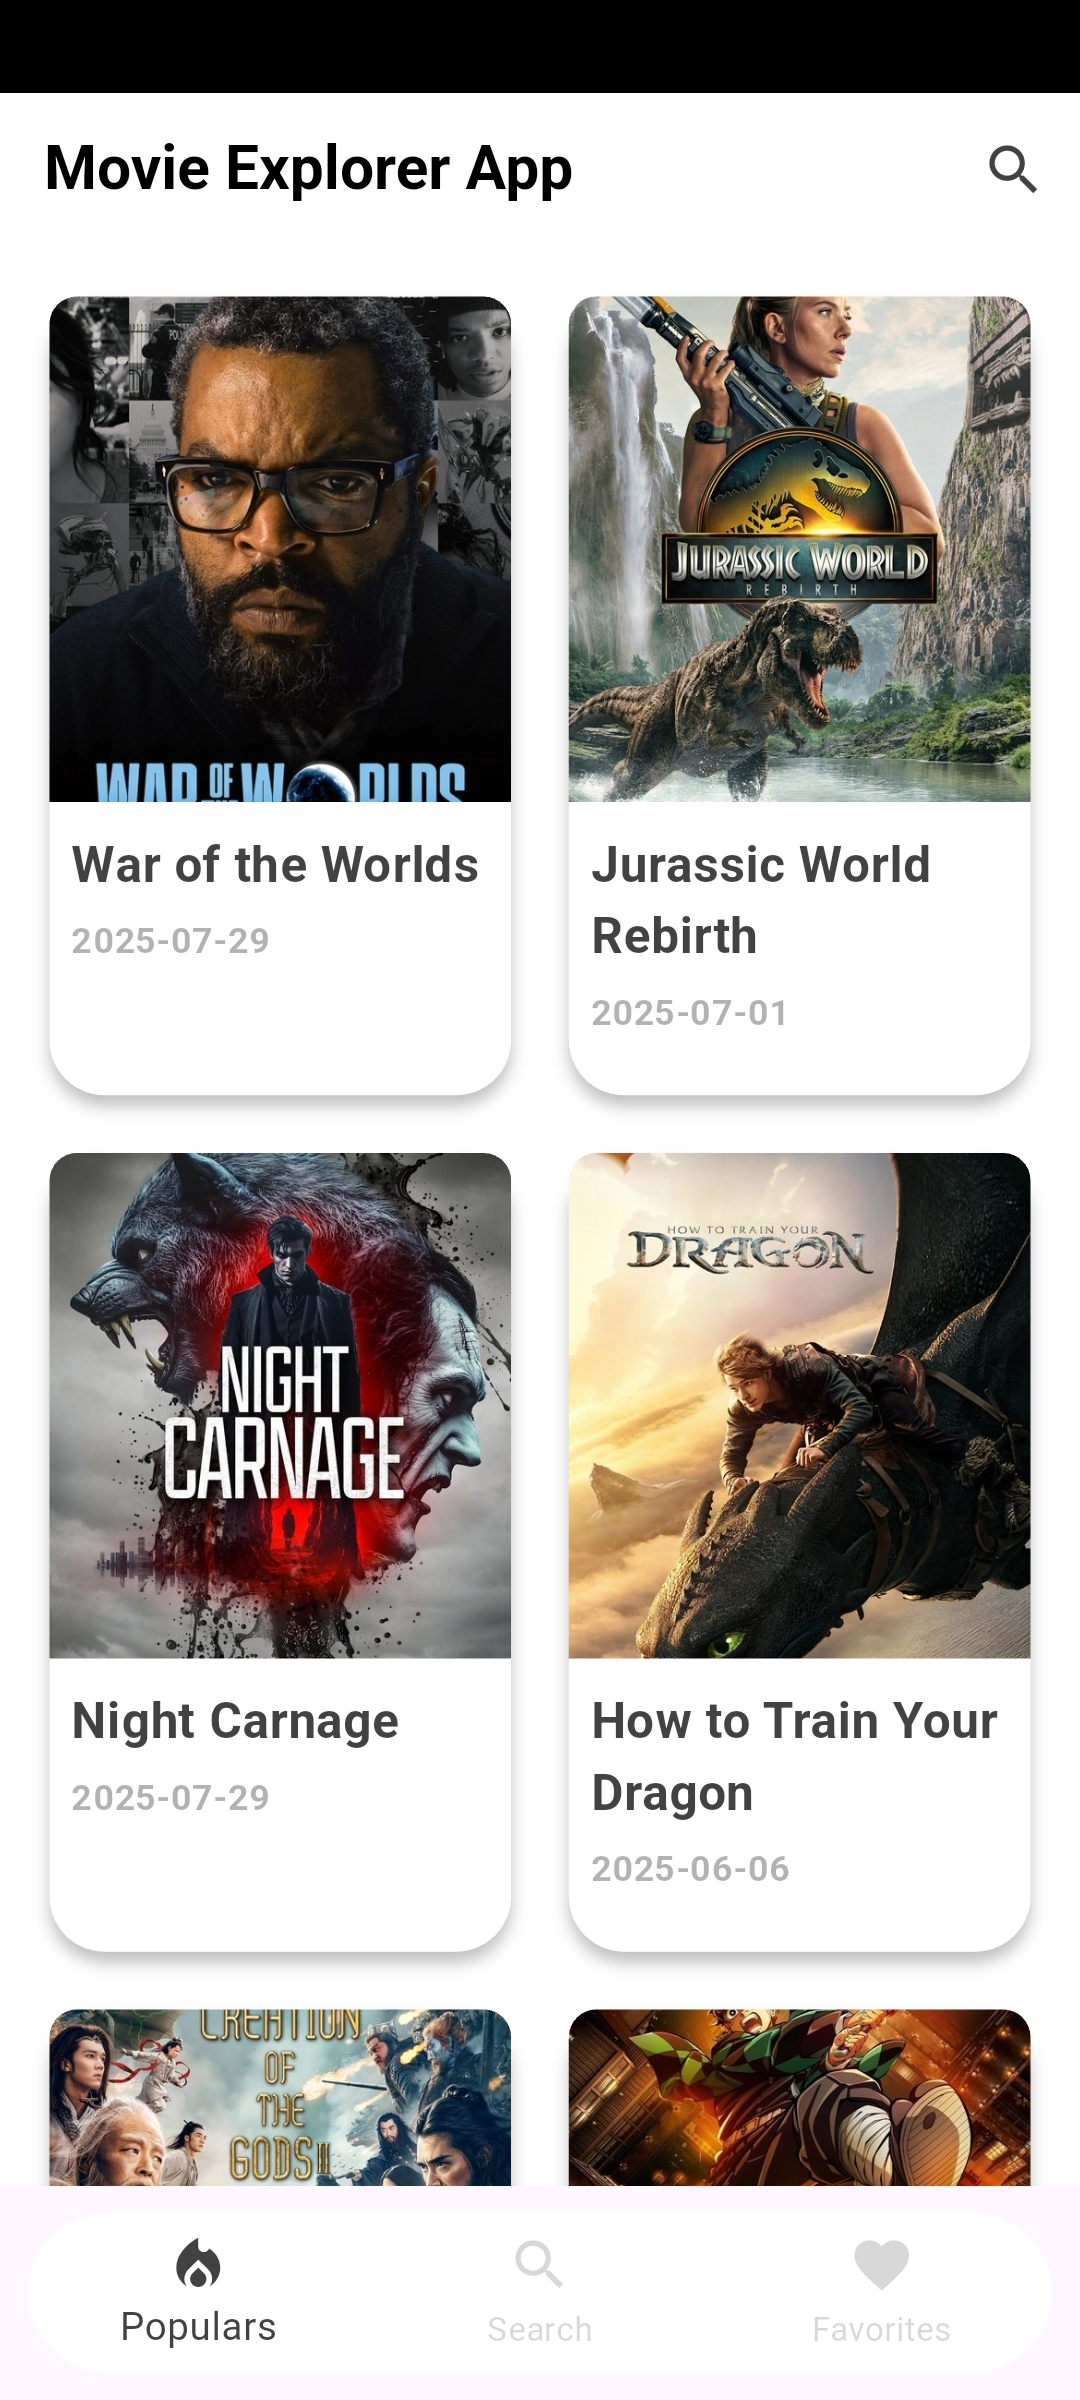 Movie Explorer App
WAR OF WORLDS
JURASSIC WORLD
REBIRTH
War of the Worlds
2025-07-29
Jurassic World
Rebirth
2025-07-01
NIGHT
CARNAGE
HOW TO TRAIN YOUR
DRAGON
Night Carnage
2025-07-29
How to Train Your
Dragon
2025-06-06
CREATION
OF
THE
GODS II
Populars
Search
Favorites